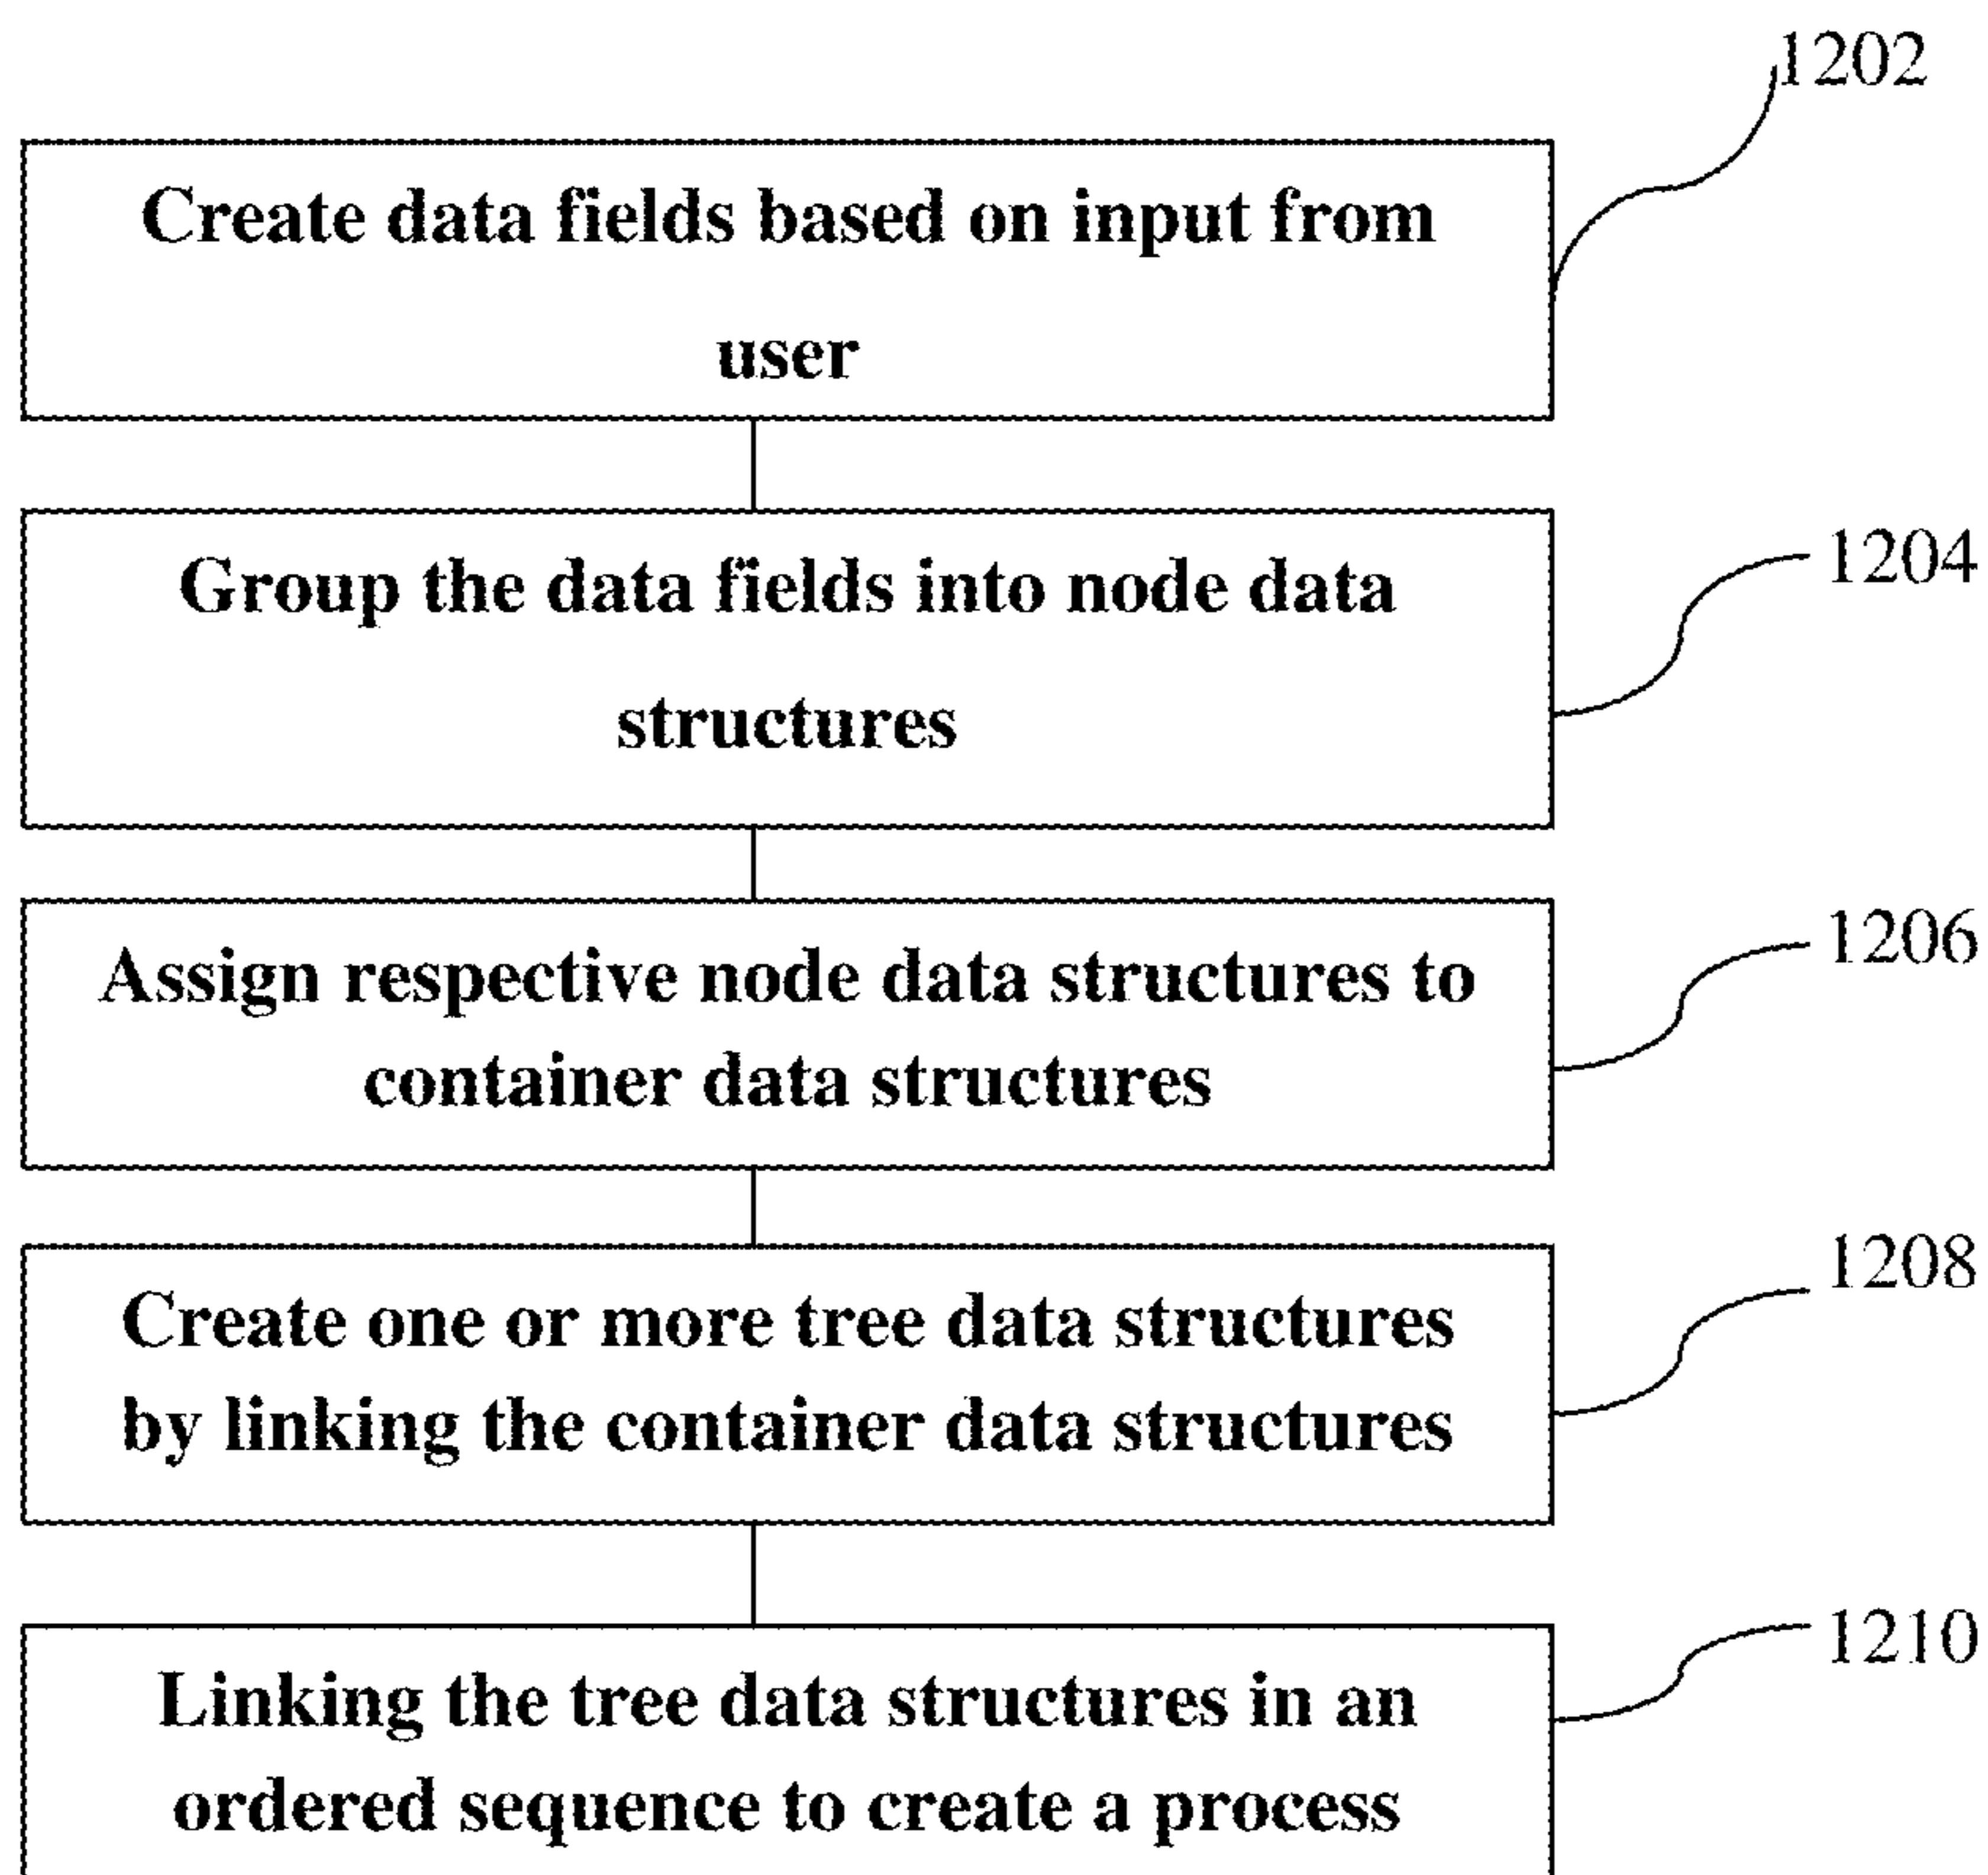 1202
Create data fields based on input from
user
Group the data fields into node data
structures
1204
Assign respective node data structures to
container data structures
1206
Create one or more tree data structures
by linking the container data structures
1208
Linking the tree data structures in an
ordered sequence to create a process
1210